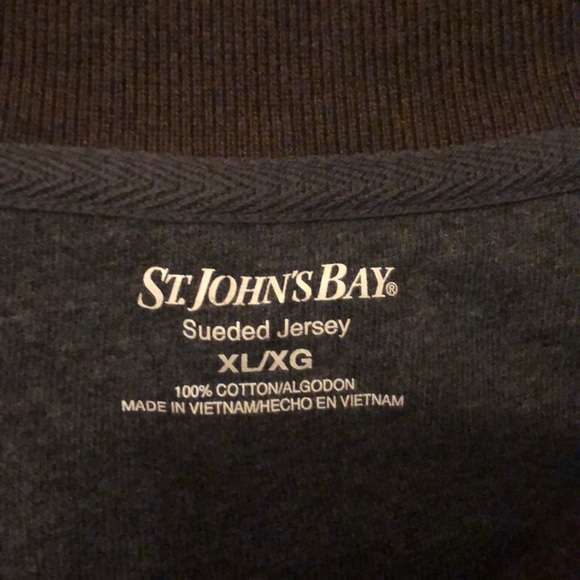 ST. JOHN'S BAY®
Sueded Jersey
XL/XG
100% COTTON/ALGODON
MADE IN VIETNAM/HECHO EN VIETNAM